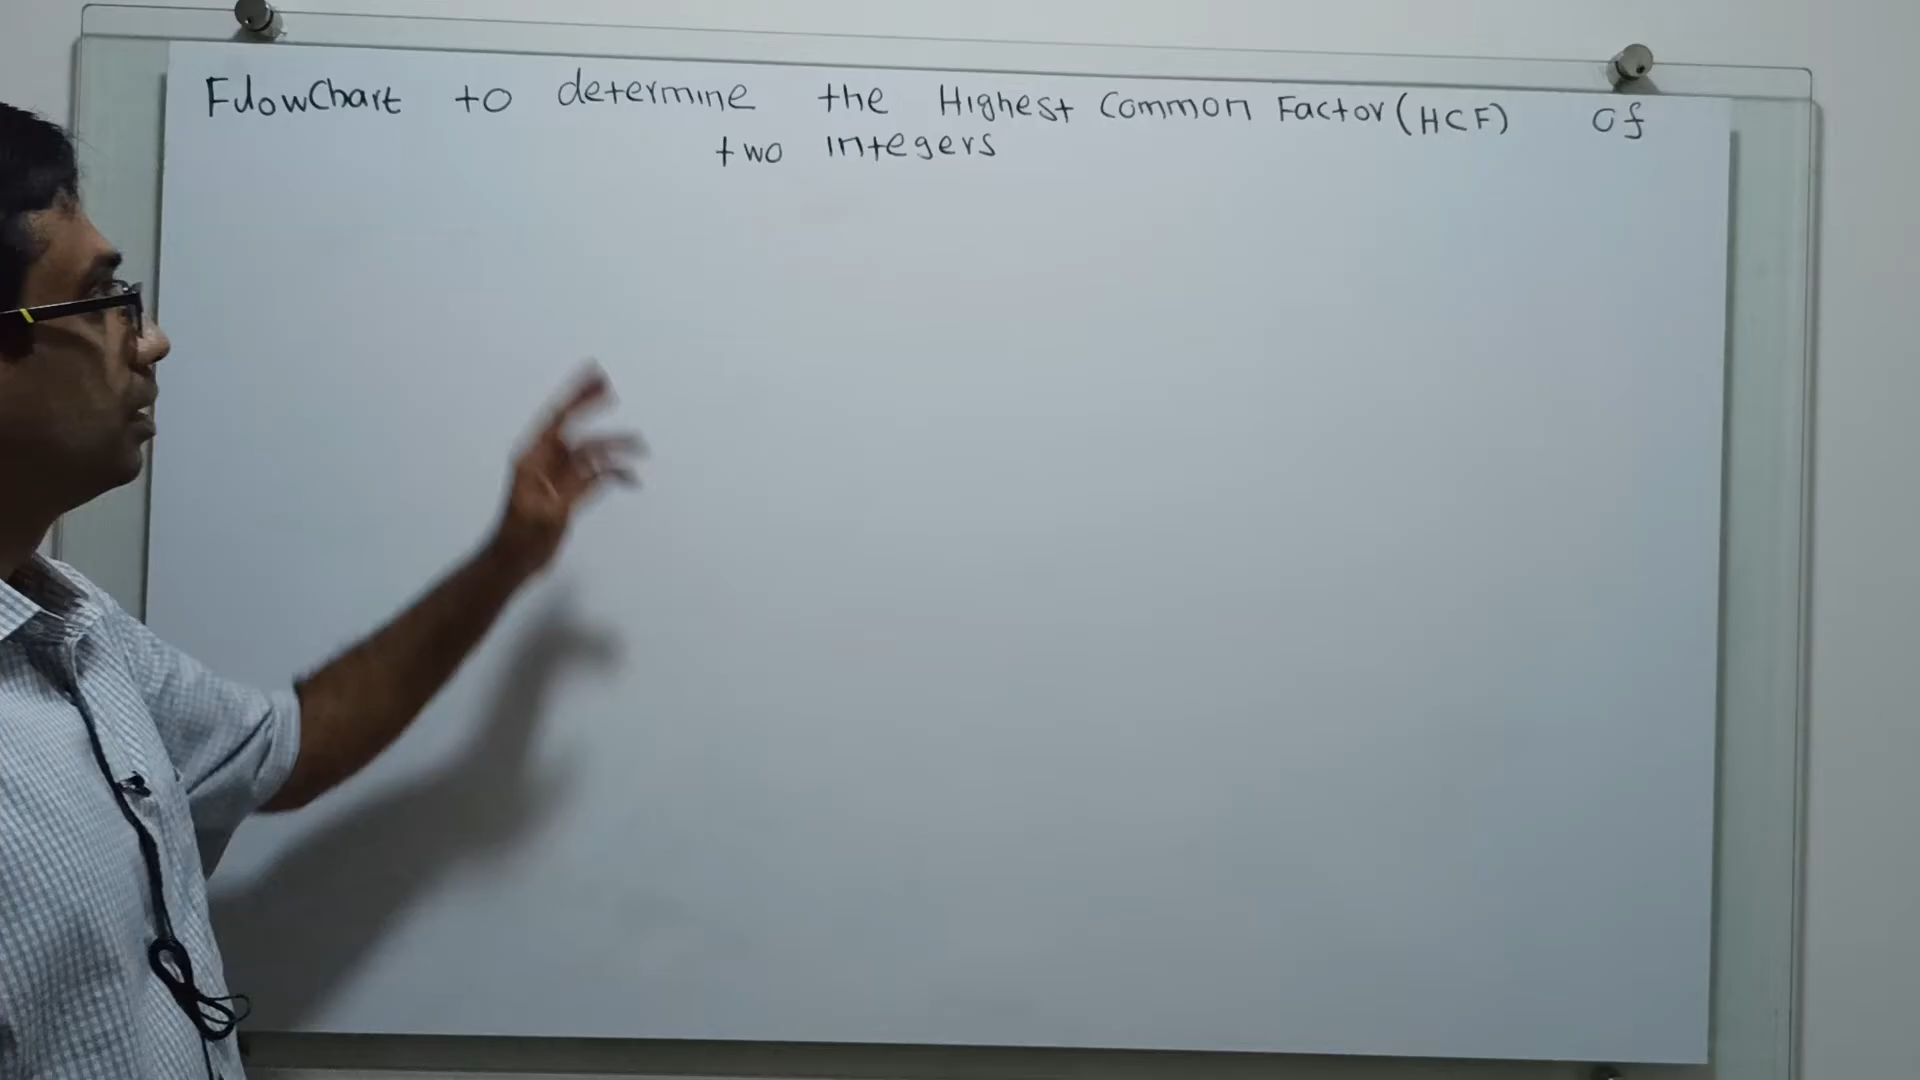 FlowChart to determine the Highest Common Factor (HCF) of
two integers